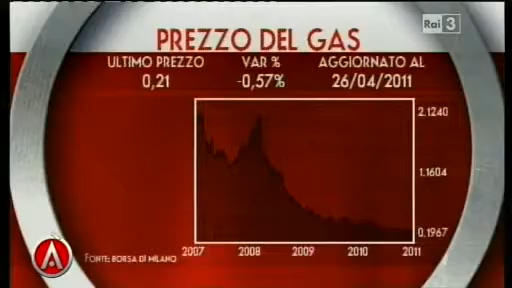 Rai 3
PREZZO DEL GAS
ULTIMO PREZZO VAR % AGGIORNATO AL
0,21 -0,57% 26/04/2011
2.1240
1.1604
0.1967
2007 2008 2009 2010 2011
FONTE: BORSA DI MILANO
A